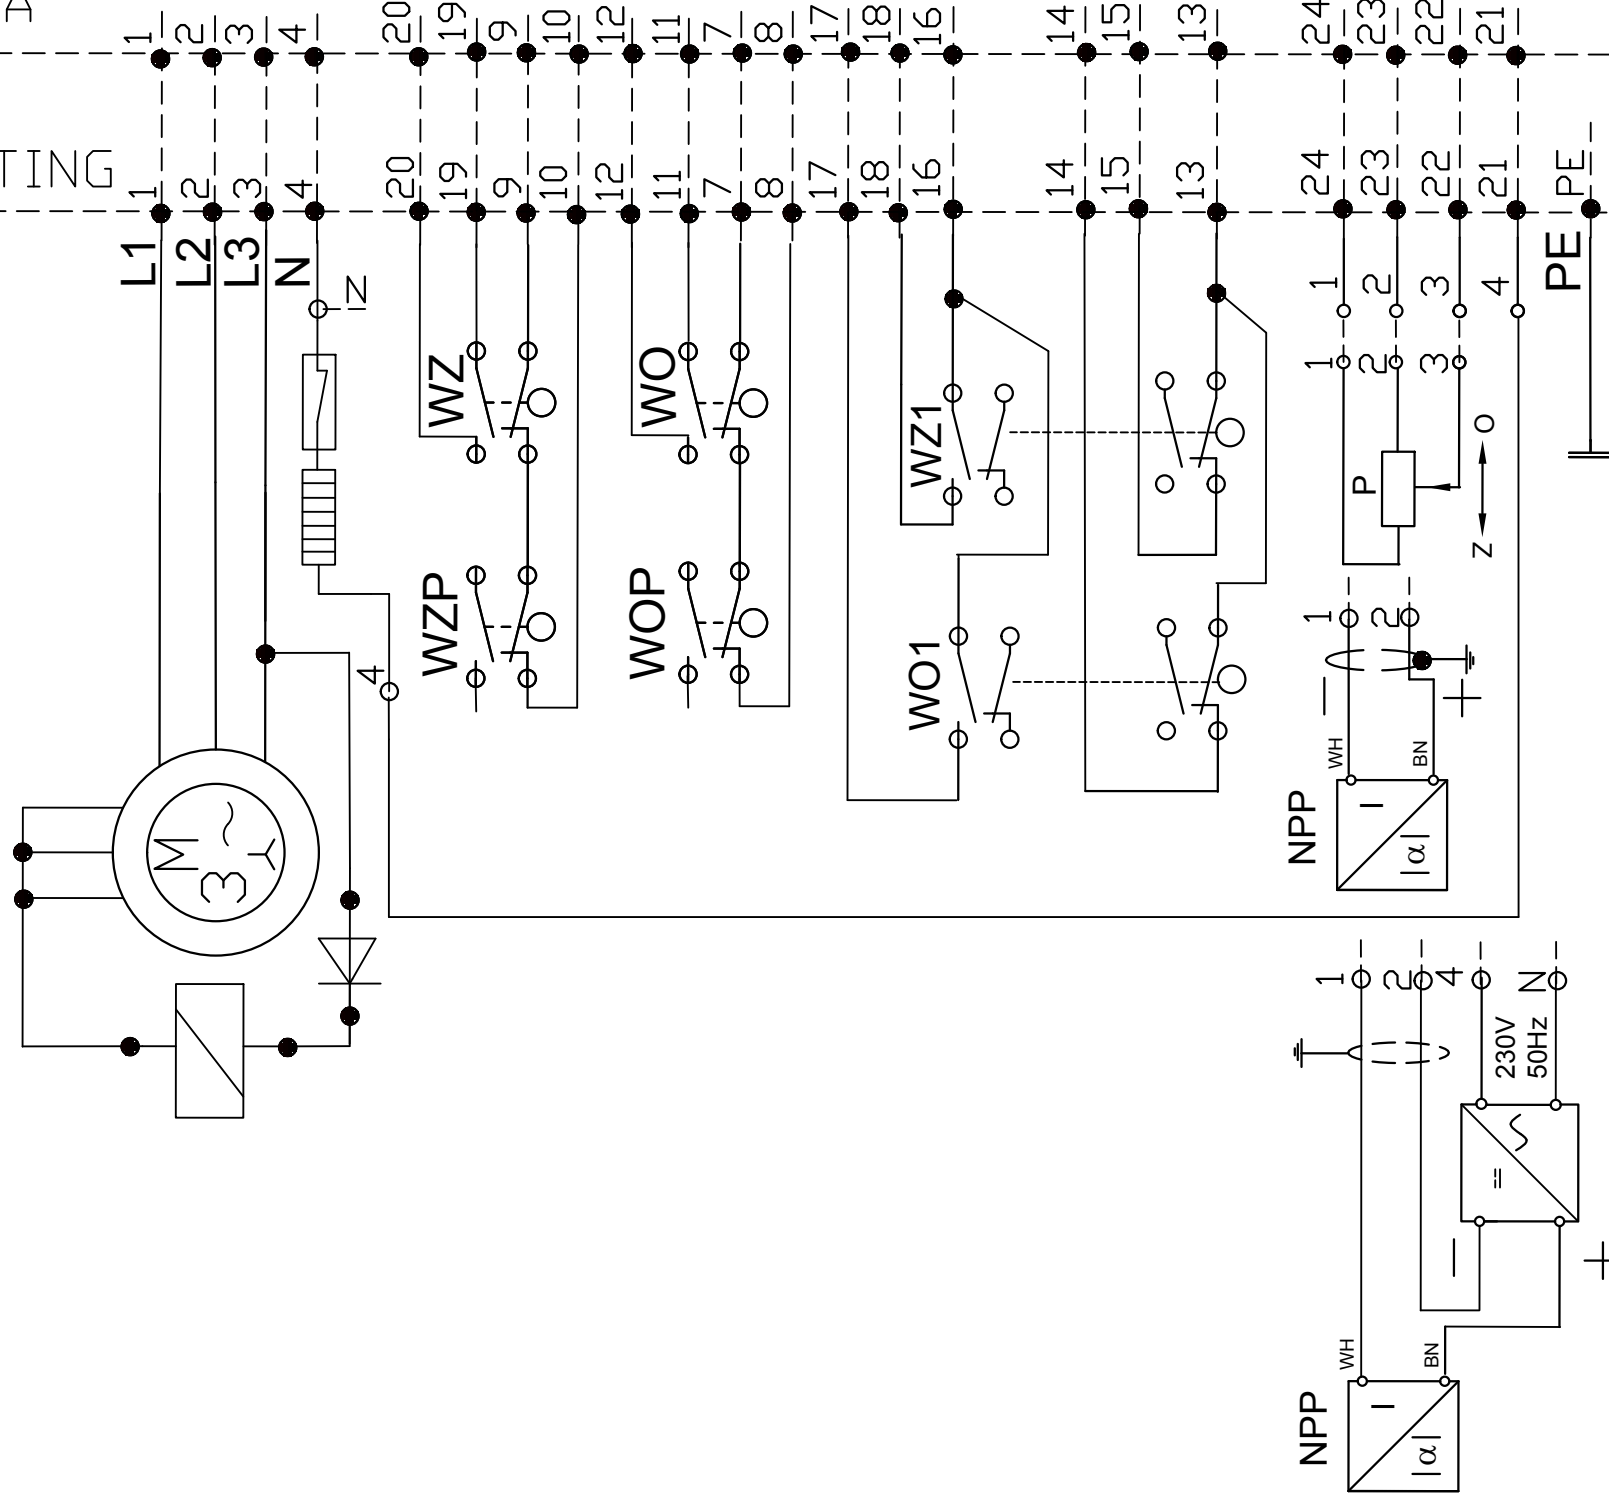 A
1 2 3 4 20 19 9 10 12 11 7 8 17 18 16 14 15 13 24 23 22 21
TING
1 2 3 4 20 19 9 10 12 11 7 8 17 18 16 14 15 13 24 23 22 21 PE
L1 L2 L3 N PE
N
1 2 3 4
1 2 3
WZ WO WZ1
P
Z O
WZP WOP WO1
4
1 2
WH BN
NPP
I
|α|
M
3
1 2 4 N
230V
50Hz
WH BN
NPP
I
|α|